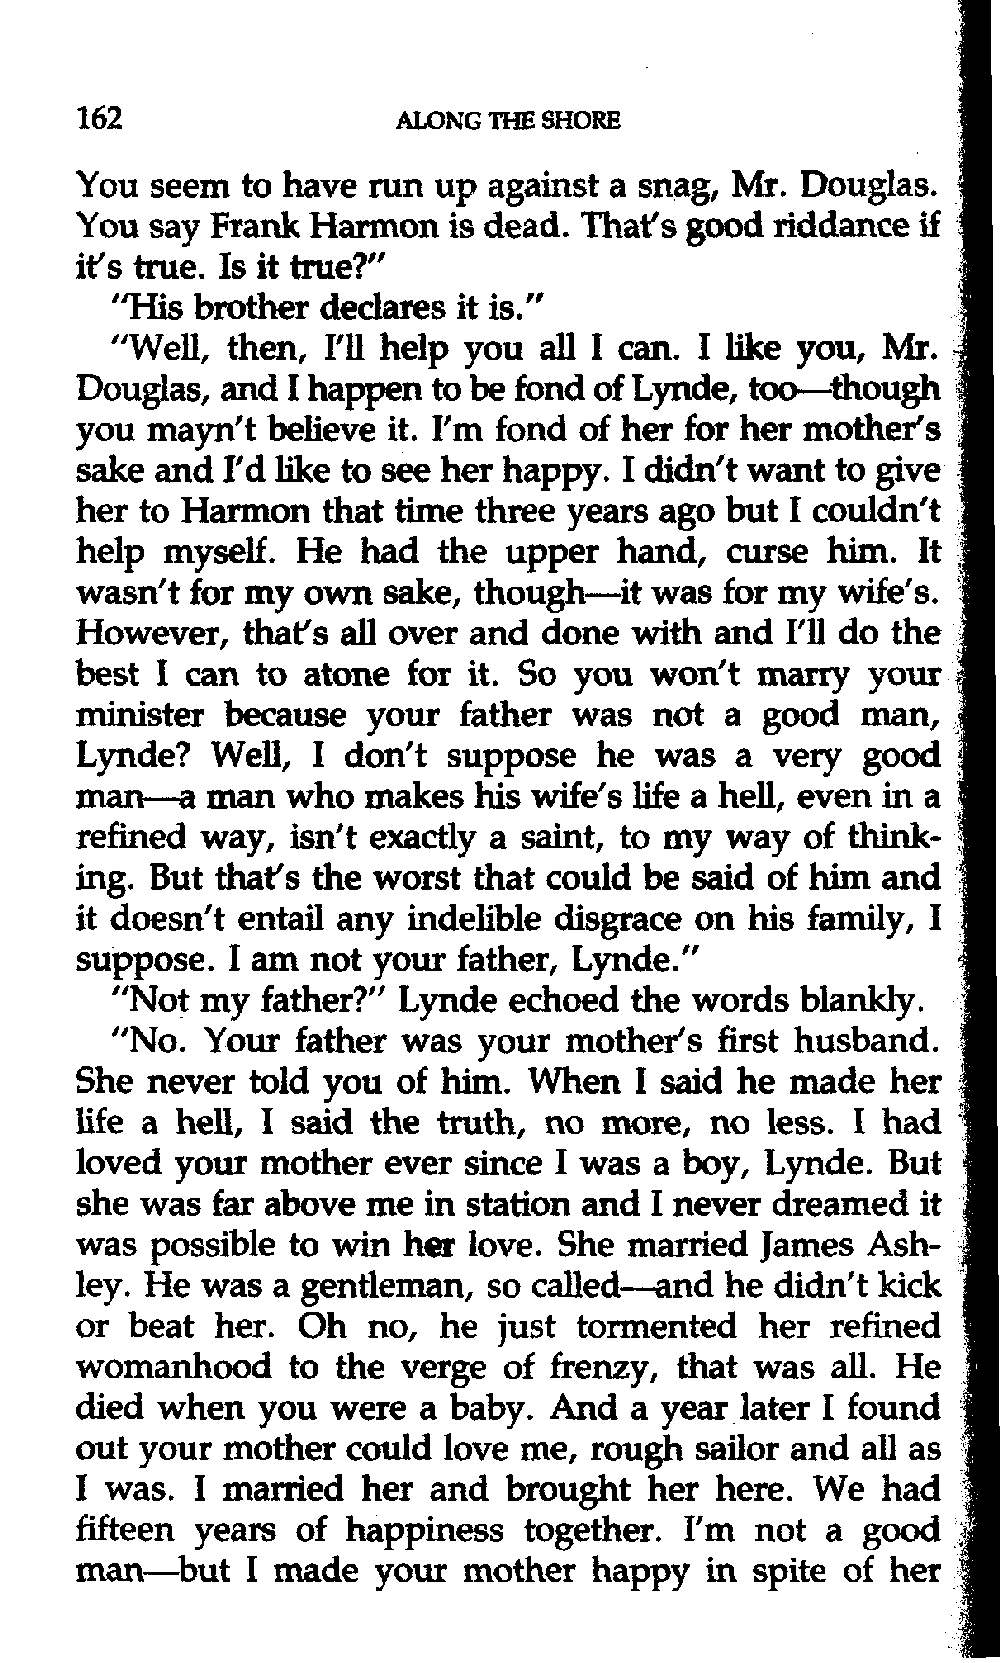 162 ALONG THE SHORE
You seem to have run up against a snag, Mr. Douglas.
You say Frank Harmon is dead. That's good riddance if
it's true. Is it true?"
"His brother declares it is."
"Well, then, I'll help you all I can. I like you, Mr.
Douglas, and I happen to be fond of Lynde, too—though
you mayn't believe it. I'm fond of her for her mother's
sake and I'd like to see her happy. I didn't want to give
her to Harmon that time three years ago but I couldn't
help myself. He had the upper hand, curse him. It
wasn't for my own sake, though—it was for my wife's.
However, that's all over and done with and I'll do the
best I can to atone for it. So you won't marry your
minister because your father was not a good man,
Lynde? Well, I don't suppose he was a very good
man—a man who makes his wife's life a hell, even in a
refined way, isn't exactly a saint, to my way of think-
ing. But that's the worst that could be said of him and
it doesn't entail any indelible disgrace on his family, I
suppose. I am not your father, Lynde."
"Not my father?" Lynde echoed the words blankly.
"No. Your father was your mother's first husband.
She never told you of him. When I said he made her
life a hell, I said the truth, no more, no less. I had
loved your mother ever since I was a boy, Lynde. But
she was far above me in station and I never dreamed it
was possible to win her love. She married James Ash-
ley. He was a gentleman, so called—and he didn't kick
or beat her. Oh no, he just tormented her refined
womanhood to the verge of frenzy, that was all. He
died when you were a baby. And a year later I found
out your mother could love me, rough sailor and all as
I was. I married her and brought her here. We had
fifteen years of happiness together. I'm not a good
man—but I made your mother happy in spite of her